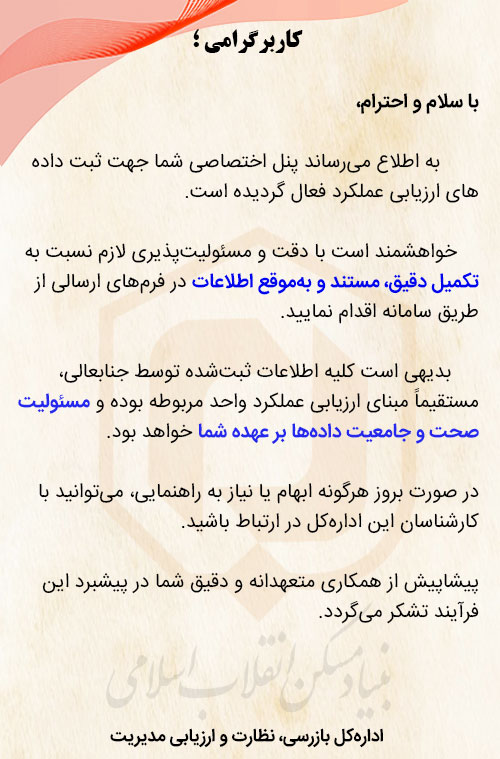 کاربر گرامی ؛
با سلام و احترام،
به اطلاع می‌رساند پنل اختصاصی شما جهت ثبت داده
های ارزیابی عملکرد فعال گردیده است.
خواهشمند است با دقت و مسئولیت‌پذیری لازم نسبت به
تکمیل دقیق، مستند و به‌موقع اطلاعات در فرم‌های ارسالی از
طریق سامانه اقدام نمایید.
بدیهی است کلیه اطلاعات ثبت‌شده توسط جنابعالی،
مستقیماً مبنای ارزیابی عملکرد واحد مربوطه بوده و مسئولیت
صحت و جامعیت داده‌ها بر عهده شما خواهد بود.
در صورت بروز هرگونه ابهام یا نیاز به راهنمایی، می‌توانید با
کارشناسان این اداره‌کل در ارتباط باشید.
پیشاپیش از همکاری متعهدانه و دقیق شما در پیشبرد این
فرآیند تشکر می‌گردد.
بنیاد مسکن انقلاب اسلامی
اداره‌کل بازرسی، نظارت و ارزیابی مدیریت